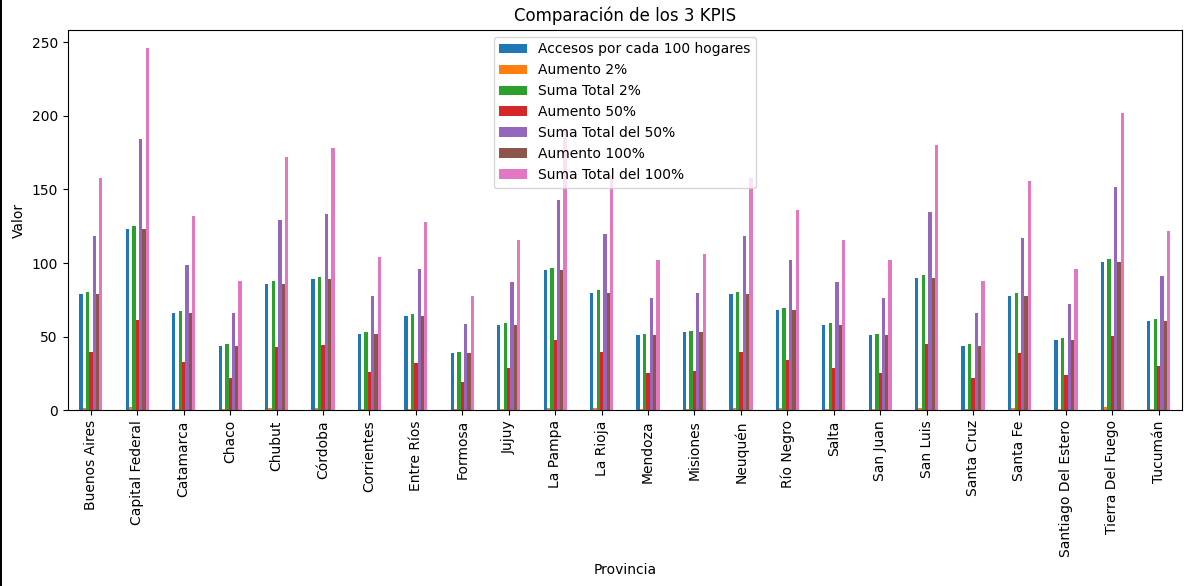 Comparación de los 3 KPIS
Accesos por cada 100 hogares
Aumento 2%
Suma Total 2%
Aumento 50%
Suma Total del 50%
Aumento 100%
Suma Total del 100%
Valor
250
200
150
100
50
0
Buenos Aires
Capital Federal
Catamarca
Chaco
Chubut
Córdoba
Corrientes
Entre Ríos
Formosa
Jujuy
La Pampa
La Rioja
Mendoza
Misiones
Neuquén
Río Negro
Salta
San Juan
San Luis
Santa Cruz
Santa Fe
Santiago Del Estero
Tierra Del Fuego
Tucumán
Provincia